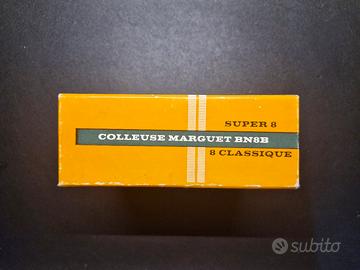 SUPER 8
COLLEUSE MARGUET BN8B
8 CLASSIQUE
subito